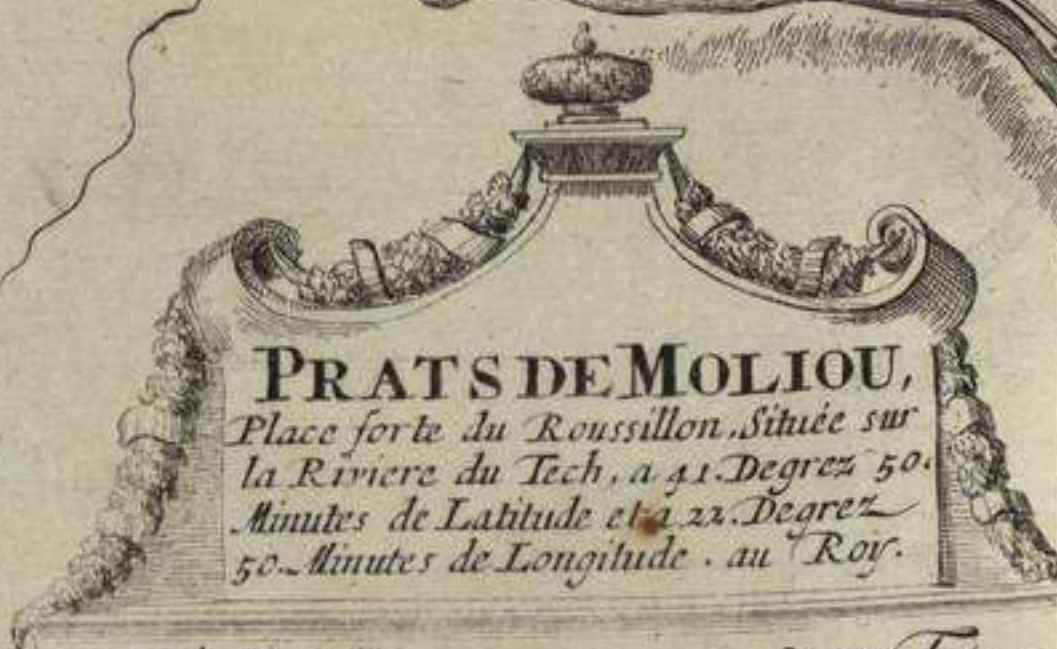 PRATS DE MOLIOU,
Place forte du Roussillon, Située sur
la Riviere du Tech, a 41. Degrez 50.
Minutes de Latitude et a 22. Degrez
50. Minutes de Longitude. au Roy.